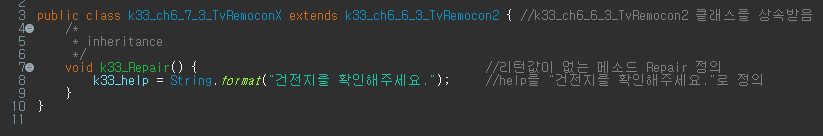 2
3 public class k33_ch6_7_3_TvRemoconX extends k33_ch6_6_3_TvRemocon2 { //k33_ch6_6_3_TvRemocon2 클래스를 상속받음
4 /*
5 * inheritance
6 */
7 void k33_Repair() { //리턴값이 없는 메소드 Repair 정의
8 k33_help = String.format("건전지를 확인해주세요."); //help를 "건전지를 확인해주세요."로 정의
9 }
10 }
11